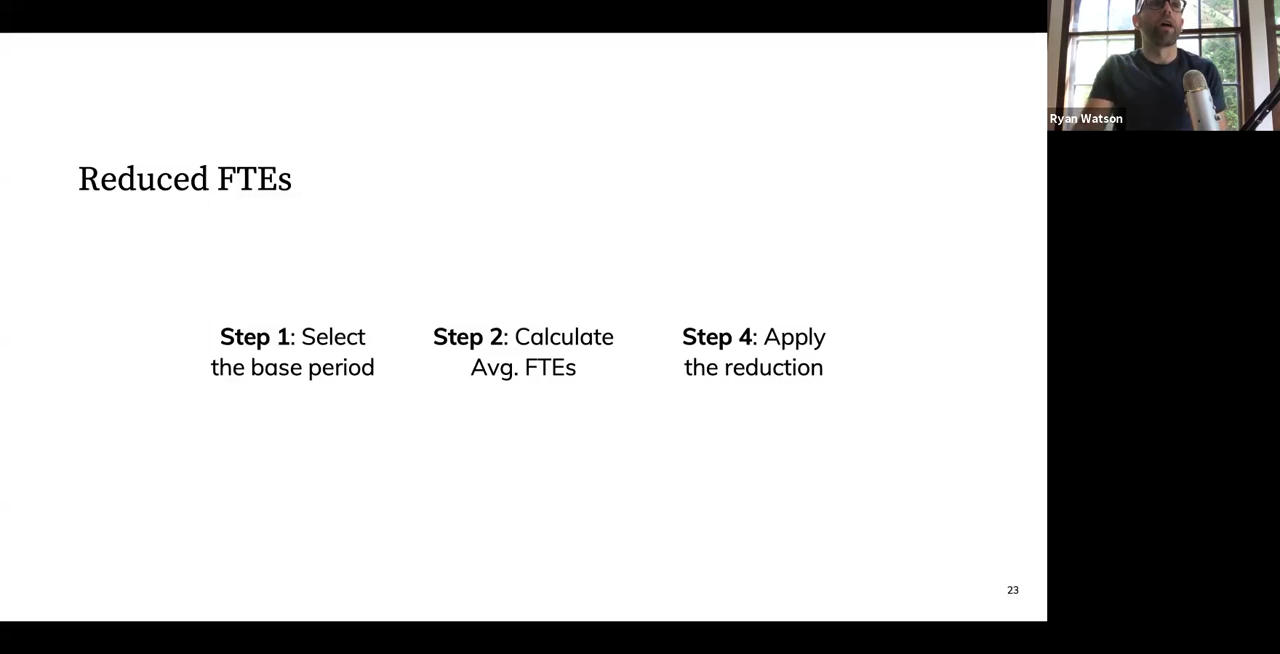 Ryan Watson
Reduced FTEs
Step 1: Select
the base period
Step 2: Calculate
Avg. FTEs
Step 4: Apply
the reduction
23